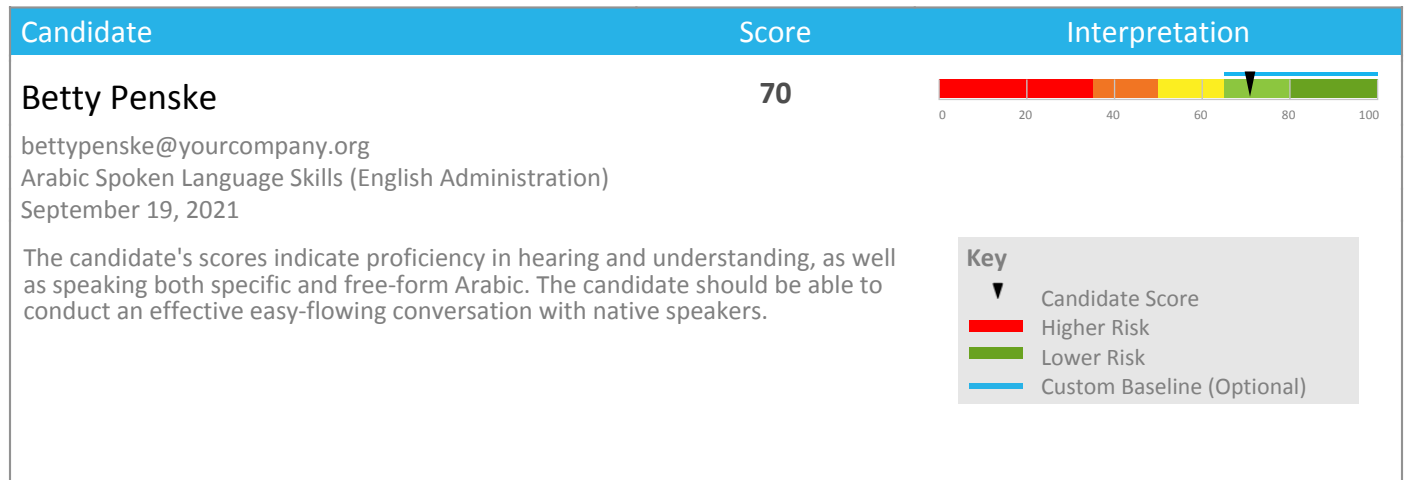 Candidate Score Interpretation
Betty Penske 70
0 20 40 60 80 100
bettypenske@yourcompany.org
Arabic Spoken Language Skills (English Administration)
September 19, 2021
The candidate's scores indicate proficiency in hearing and understanding, as well
as speaking both specific and free-form Arabic. The candidate should be able to
conduct an effective easy-flowing conversation with native speakers.
Key
Candidate Score
Higher Risk
Lower Risk
Custom Baseline (Optional)